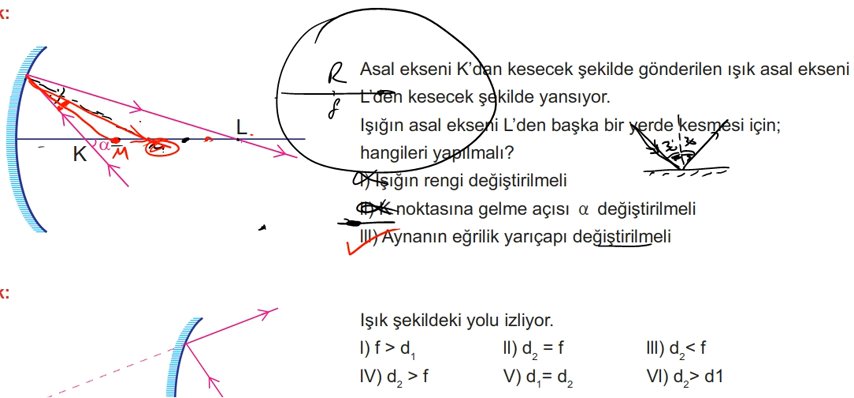 k:
R
f
Asal ekseni K'dan kesecek şekilde gönderilen ışık asal ekseni
L'den kesecek şekilde yansıyor.
Işığın asal ekseni L'den başka bir yerde kesmesi için;
hangileri yapılmalı?
I) Işığın rengi değiştirilmeli
II) K noktasına gelme açısı α değiştirilmeli
III) Aynanın eğrilik yarıçapı değiştirilmeli
L
K
α
M
30 30
k:
Işık şekildeki yolu izliyor.
I) f > d1 II) d2 = f III) d2 < f
IV) d2 > f V) d1 = d2 VI) d2 > d1